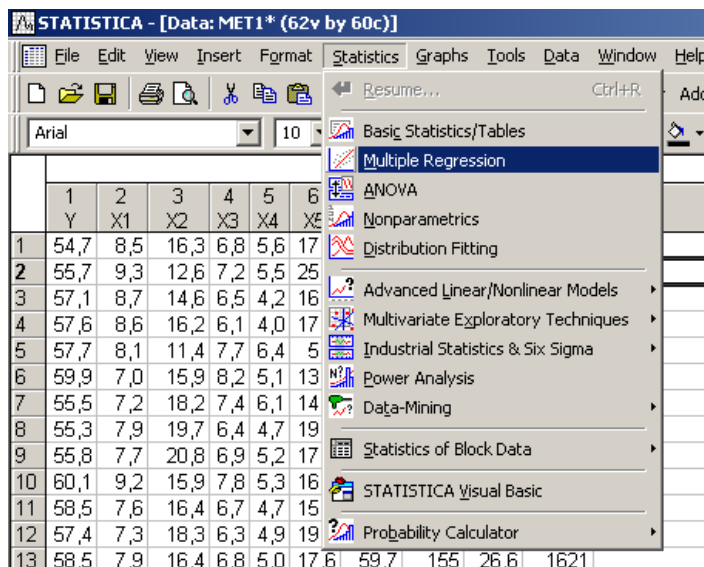 STATISTICA - [Data: MET1* (62v by 60c)]
File Edit View Insert Format Statistics Graphs Tools Data Window Help
Resume... Ctrl+R
Add
Arial 10
Basic Statistics/Tables
Multiple Regression
ANOVA
Nonparametrics
Distribution Fitting
Advanced Linear/Nonlinear Models
Multivariate Exploratory Techniques
Industrial Statistics & Six Sigma
Power Analysis
Data-Mining
Statistics of Block Data
STATISTICA Visual Basic
Probability Calculator
1 2 3 4 5 6
Y X1 X2 X3 X4 X5
1 54,7 8,5 16,3 6,8 5,6 17
2 55,7 9,3 12,6 7,2 5,5 25
3 57,1 8,7 14,6 6,5 4,2 16
4 57,6 8,6 16,2 6,1 4,0 17
5 57,7 8,1 11,4 7,7 6,4 5
6 59,9 7,0 15,9 8,2 5,1 13
7 55,5 7,2 18,2 7,4 6,1 14
8 55,3 7,9 19,7 6,4 4,7 19
9 55,8 7,7 20,8 6,9 5,2 17
10 60,1 9,2 15,9 7,8 5,3 16
11 58,5 7,6 16,4 6,7 4,7 15
12 57,4 7,3 18,3 6,3 4,9 19
13 58,5 7,9 16,4 6,8 5,0 17,6 59,7 155 26,6 1621